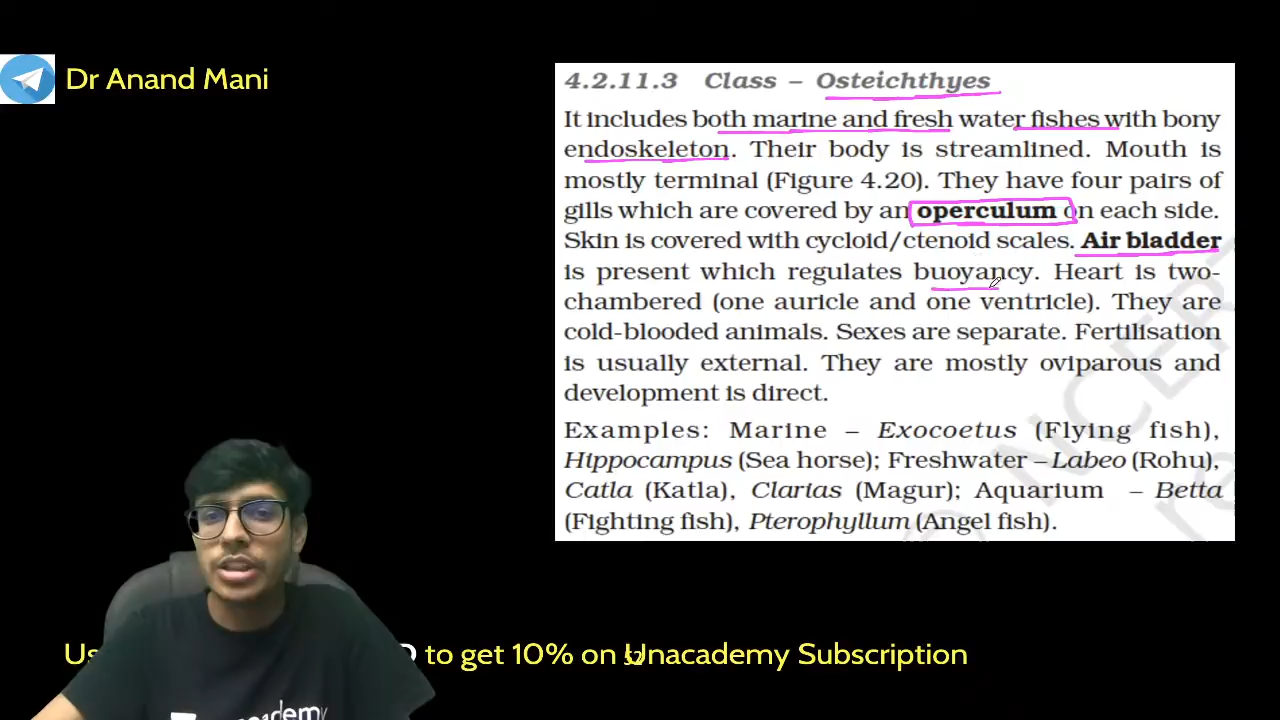 Dr Anand Mani
4.2.11.3 Class – Osteichthyes
It includes both marine and fresh water fishes with bony
endoskeleton. Their body is streamlined. Mouth is
mostly terminal (Figure 4.20). They have four pairs of
gills which are covered by an operculum on each side.
Skin is covered with cycloid/ctenoid scales. Air bladder
is present which regulates buoyancy. Heart is two-
chambered (one auricle and one ventricle). They are
cold-blooded animals. Sexes are separate. Fertilisation
is usually external. They are mostly oviparous and
development is direct.
Examples: Marine – Exocoetus (Flying fish),
Hippocampus (Sea horse); Freshwater – Labeo (Rohu),
Catla (Katla), Clarias (Magur); Aquarium – Betta
(Fighting fish), Pterophyllum (Angel fish).
NCERT
to get 10% on Unacademy Subscription
52